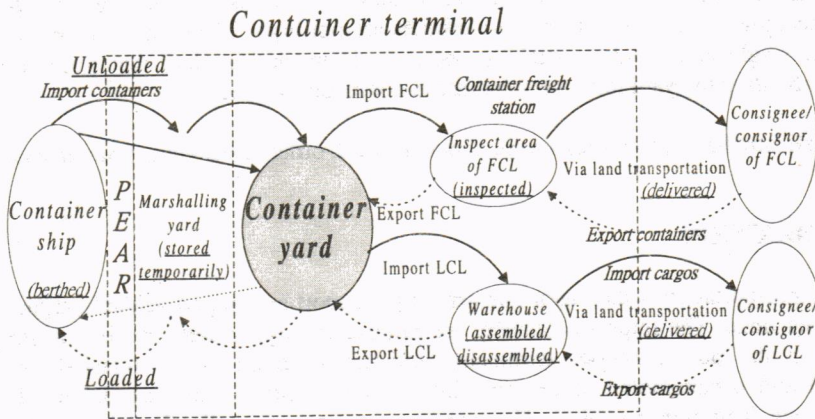 Container terminal
Unloaded
Import containers
Import FCL
Container freight
station
Consignee/
consignor
of FCL
Inspect area
of FCL
(inspected)
Via land transportation
(delivered)
Container
ship
(berthed)
PEAR
Marshalling
yard
(stored
temporarily)
Container
yard
Export FCL
Export containers
Import LCL
Import cargos
Warehouse
(assembled/
disassembled)
Via land transportation
(delivered)
Consignee/
consignor
of LCL
Export LCL
Loaded
Export cargos